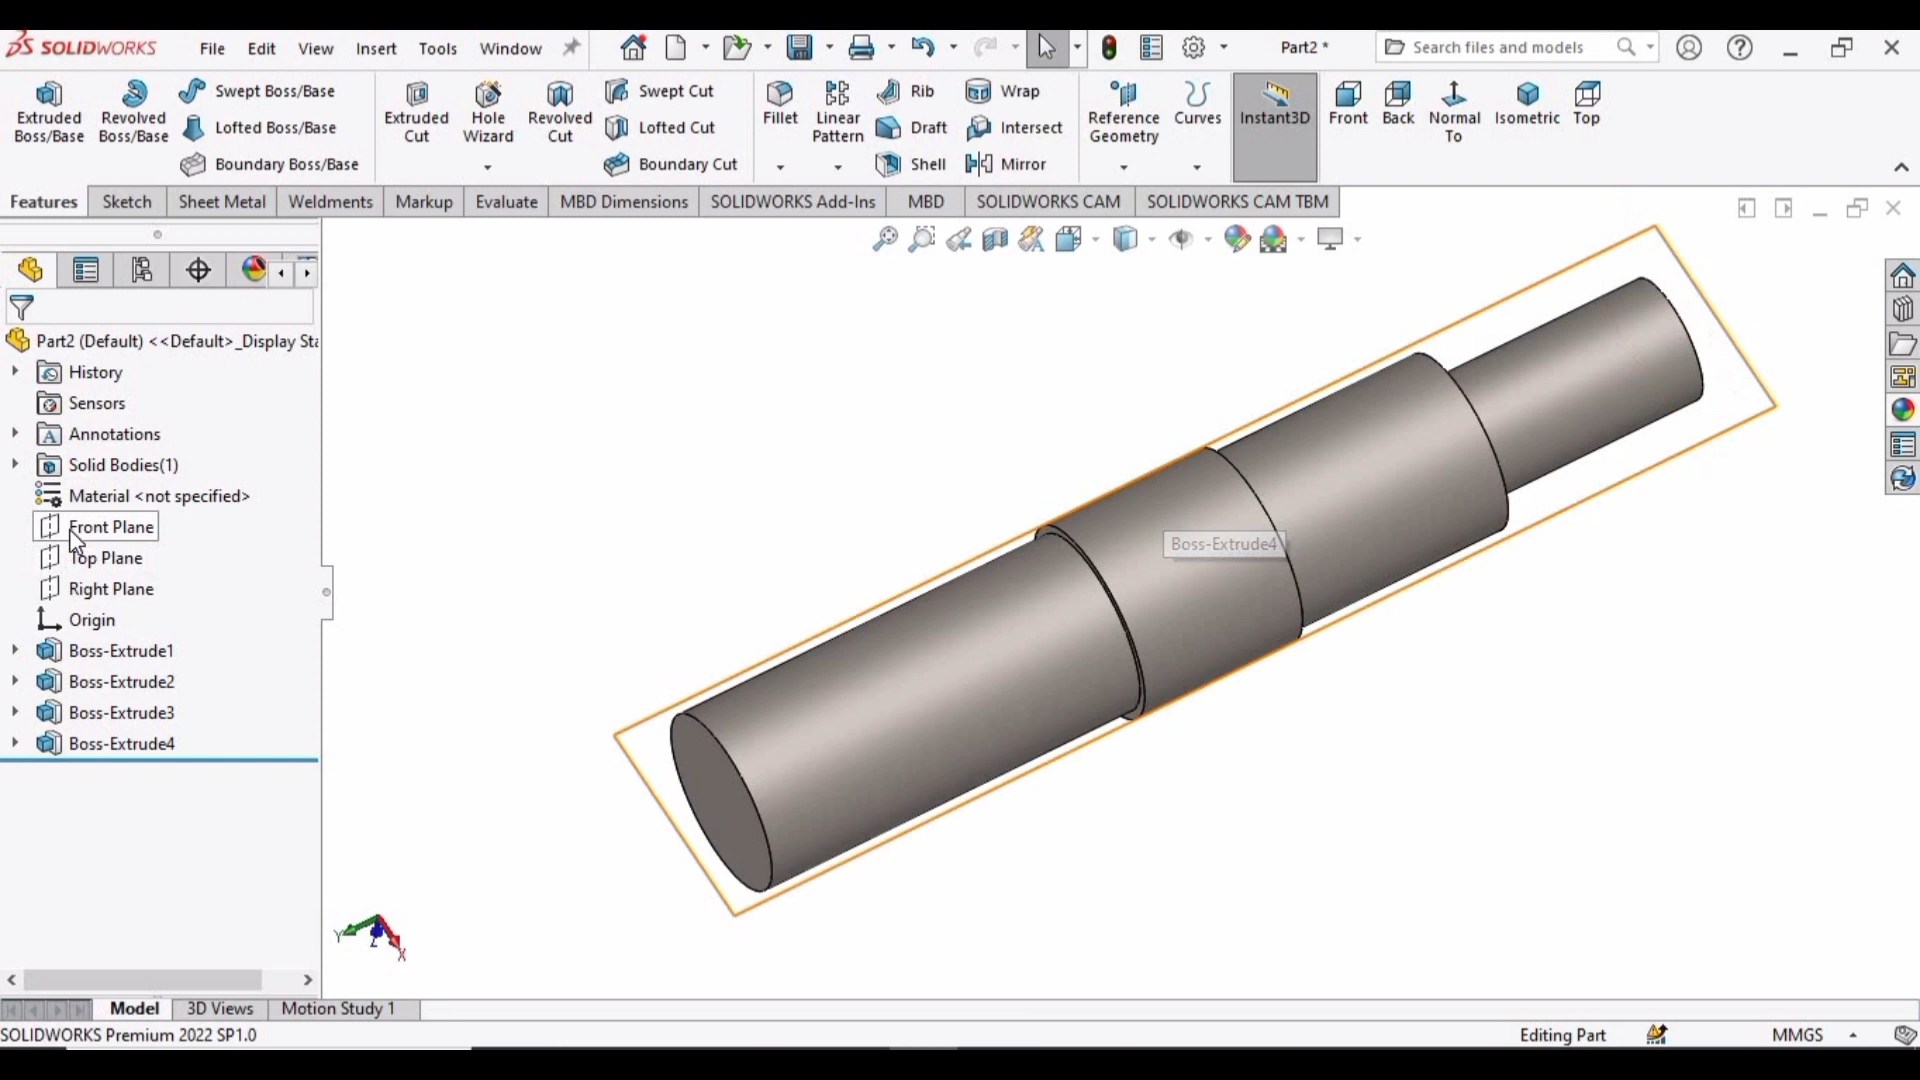 SOLIDWORKS File Edit View Insert Tools Window Part2 * Search files and models
Extruded Boss/Base
Revolved Boss/Base
Swept Boss/Base
Lofted Boss/Base
Boundary Boss/Base
Extruded Cut
Hole Wizard
Revolved Cut
Swept Cut
Lofted Cut
Boundary Cut
Fillet
Linear Pattern
Rib
Draft
Shell
Wrap
Intersect
Mirror
Reference Geometry
Curves
Instant3D
Front
Back
Normal To
Isometric
Top
Features Sketch Sheet Metal Weldments Markup Evaluate MBD Dimensions SOLIDWORKS Add-Ins MBD SOLIDWORKS CAM SOLIDWORKS CAM TBM
Part2 (Default) <<Default>_Display Sta
History
Sensors
Annotations
Solid Bodies(1)
Material <not specified>
Front Plane
Top Plane
Right Plane
Origin
Boss-Extrude1
Boss-Extrude2
Boss-Extrude3
Boss-Extrude4
Boss-Extrude4
Y
Z
X
Model 3D Views Motion Study 1
SOLIDWORKS Premium 2022 SP1.0 Editing Part MMGS